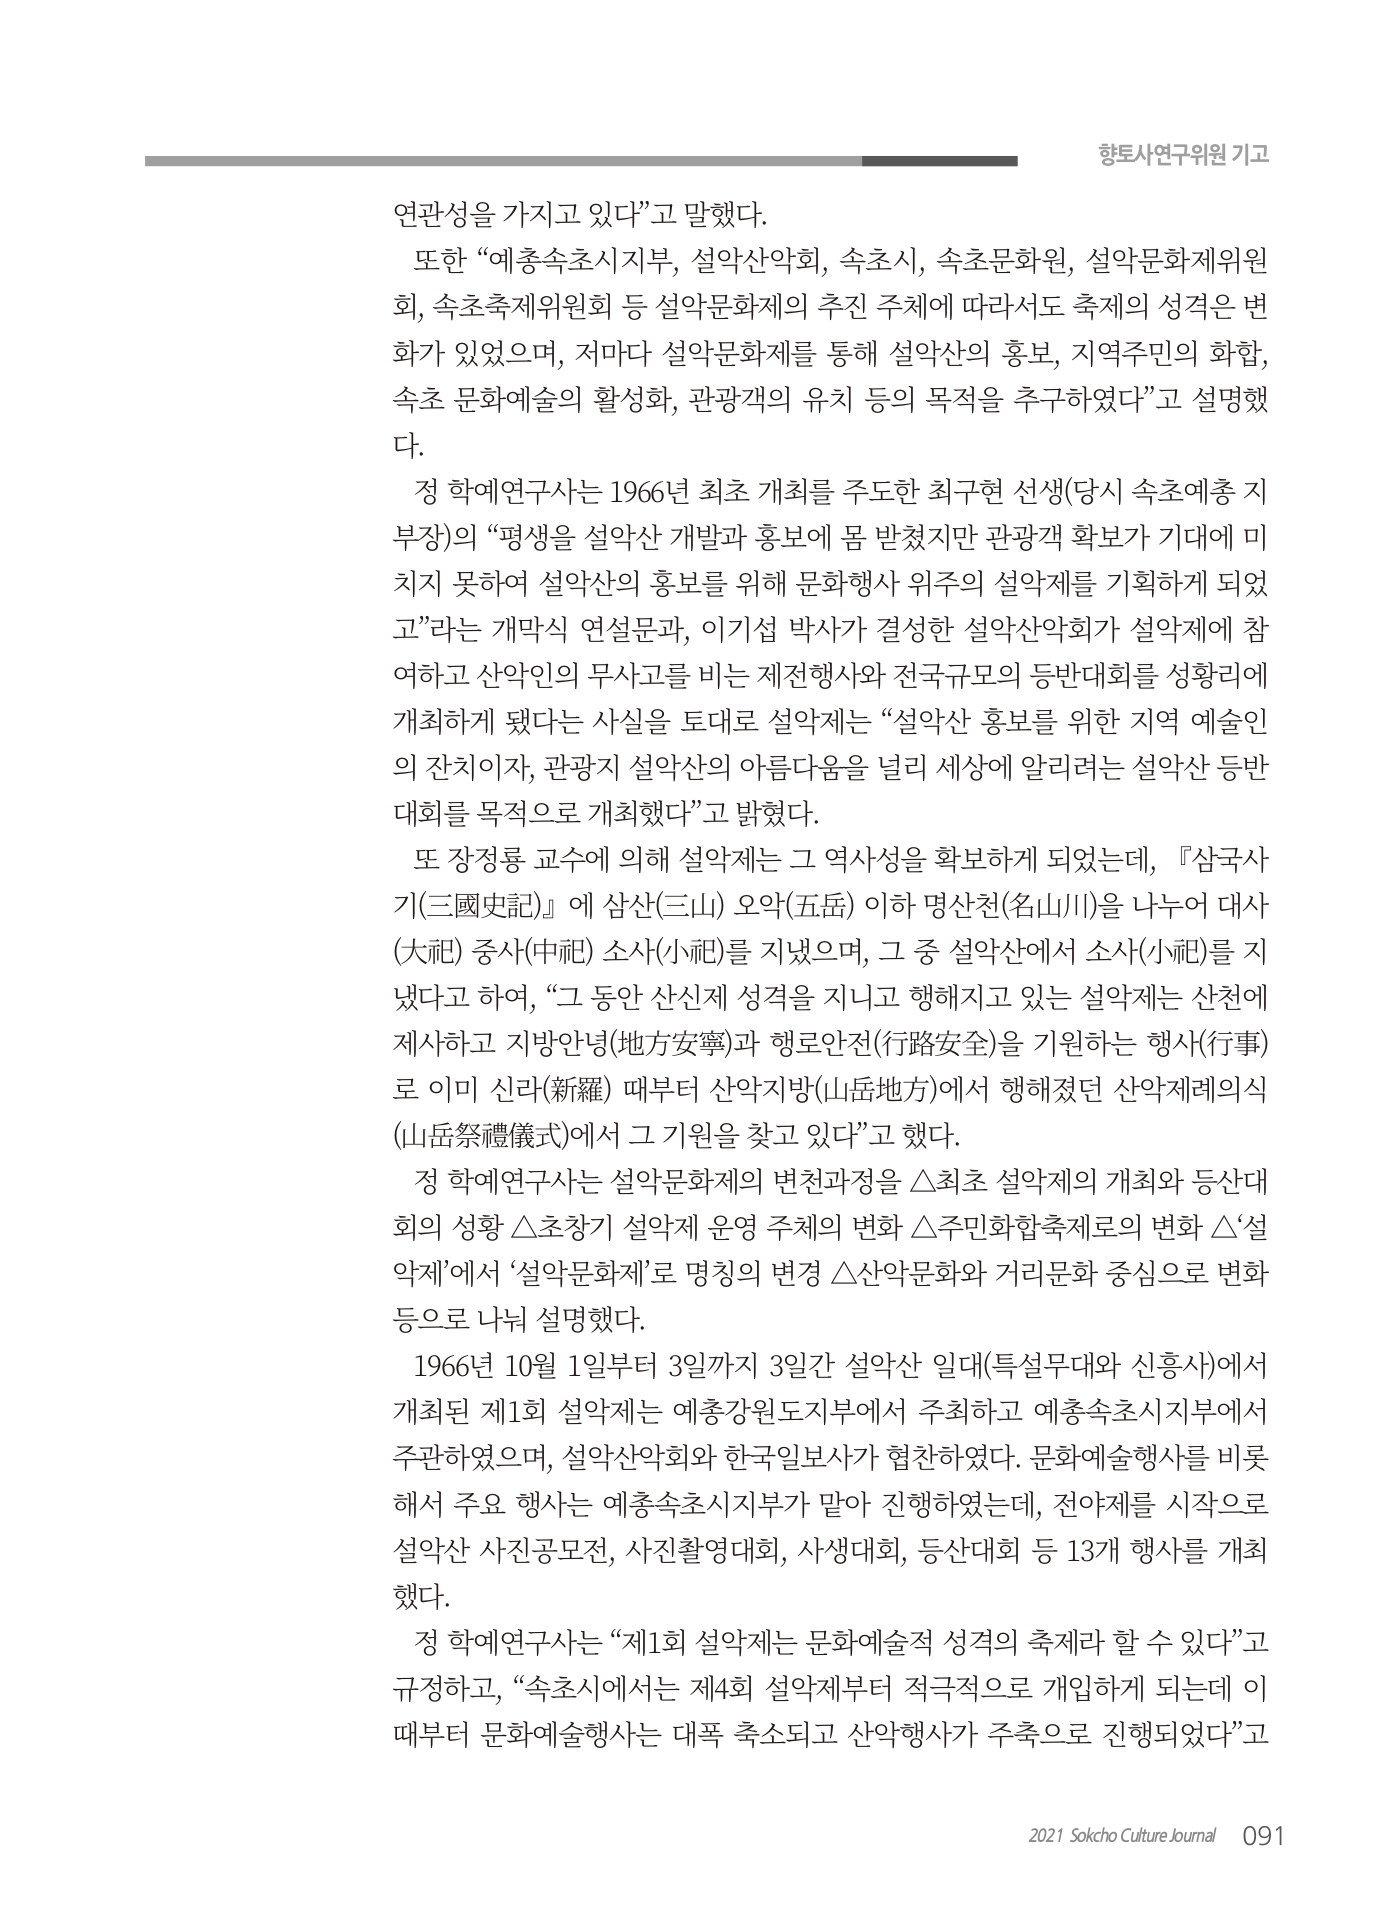 향토사연구위원 기고
연관성을 가지고 있다”고 말했다.
또한 “예총속초시지부, 설악산악회, 속초시, 속초문화원, 설악문화제위원
회, 속초축제위원회 등 설악문화제의 추진 주체에 따라서도 축제의 성격은 변
화가 있었으며, 저마다 설악문화제를 통해 설악산의 홍보, 지역주민의 화합,
속초 문화예술의 활성화, 관광객의 유치 등의 목적을 추구하였다”고 설명했
다.
정 학예연구사는 1966년 최초 개최를 주도한 최구현 선생(당시 속초예총 지
부장)의 “평생을 설악산 개발과 홍보에 몸 받쳤지만 관광객 확보가 기대에 미
치지 못하여 설악산의 홍보를 위해 문화행사 위주의 설악제를 기획하게 되었
고”라는 개막식 연설문과, 이기섭 박사가 결성한 설악산악회가 설악제에 참
여하고 산악인의 무사고를 비는 제전행사와 전국규모의 등반대회를 성황리에
개최하게 됐다는 사실을 토대로 설악제는 “설악산 홍보를 위한 지역 예술인
의 잔치이자, 관광지 설악산의 아름다움을 널리 세상에 알리려는 설악산 등반
대회를 목적으로 개최했다”고 밝혔다.
또 장정룡 교수에 의해 설악제는 그 역사성을 확보하게 되었는데, 『삼국사
기(三國史記)』에 삼산(三山) 오악(五岳) 이하 명산천(名山川)을 나누어 대사
(大祀) 중사(中祀) 소사(小祀)를 지냈으며, 그 중 설악산에서 소사(小祀)를 지
냈다고 하여, “그 동안 산신제 성격을 지니고 행해지고 있는 설악제는 산천에
제사하고 지방안녕(地方安寧)과 행로안전(行路安全)을 기원하는 행사(行事)
로 이미 신라(新羅) 때부터 산악지방(山岳地方)에서 행해졌던 산악제례의식
(山岳祭禮儀式)에서 그 기원을 찾고 있다”고 했다.
정 학예연구사는 설악문화제의 변천과정을 △최초 설악제의 개최와 등산대
회의 성황 △초창기 설악제 운영 주체의 변화 △주민화합축제로의 변화 △‘설
악제’에서 ‘설악문화제’로 명칭의 변경 △산악문화와 거리문화 중심으로 변화
등으로 나눠 설명했다.
1966년 10월 1일부터 3일까지 3일간 설악산 일대(특설무대와 신흥사)에서
개최된 제1회 설악제는 예총강원도지부에서 주최하고 예총속초시지부에서
주관하였으며, 설악산악회와 한국일보사가 협찬하였다. 문화예술행사를 비롯
해서 주요 행사는 예총속초시지부가 맡아 진행하였는데, 전야제를 시작으로
설악산 사진공모전, 사진촬영대회, 사생대회, 등산대회 등 13개 행사를 개최
했다.
정 학예연구사는 “제1회 설악제는 문화예술적 성격의 축제라 할 수 있다”고
규정하고, “속초시에서는 제4회 설악제부터 적극적으로 개입하게 되는데 이
때부터 문화예술행사는 대폭 축소되고 산악행사가 주축으로 진행되었다”고
2021 Sokcho Culture Journal 091